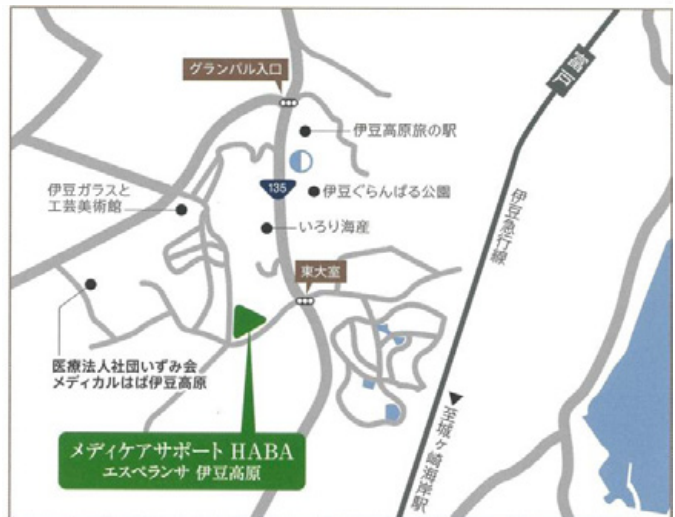 グランパル入口
富戸
伊豆高原旅の駅
135
伊豆ぐらんぱる公園
伊豆ガラスと
工芸美術館
いろり海産
伊豆急行線
東大室
医療法人社団いずみ会
メディカルはば伊豆高原
至城ヶ崎海岸駅
メディケアサポート HABA
エスペランサ 伊豆高原